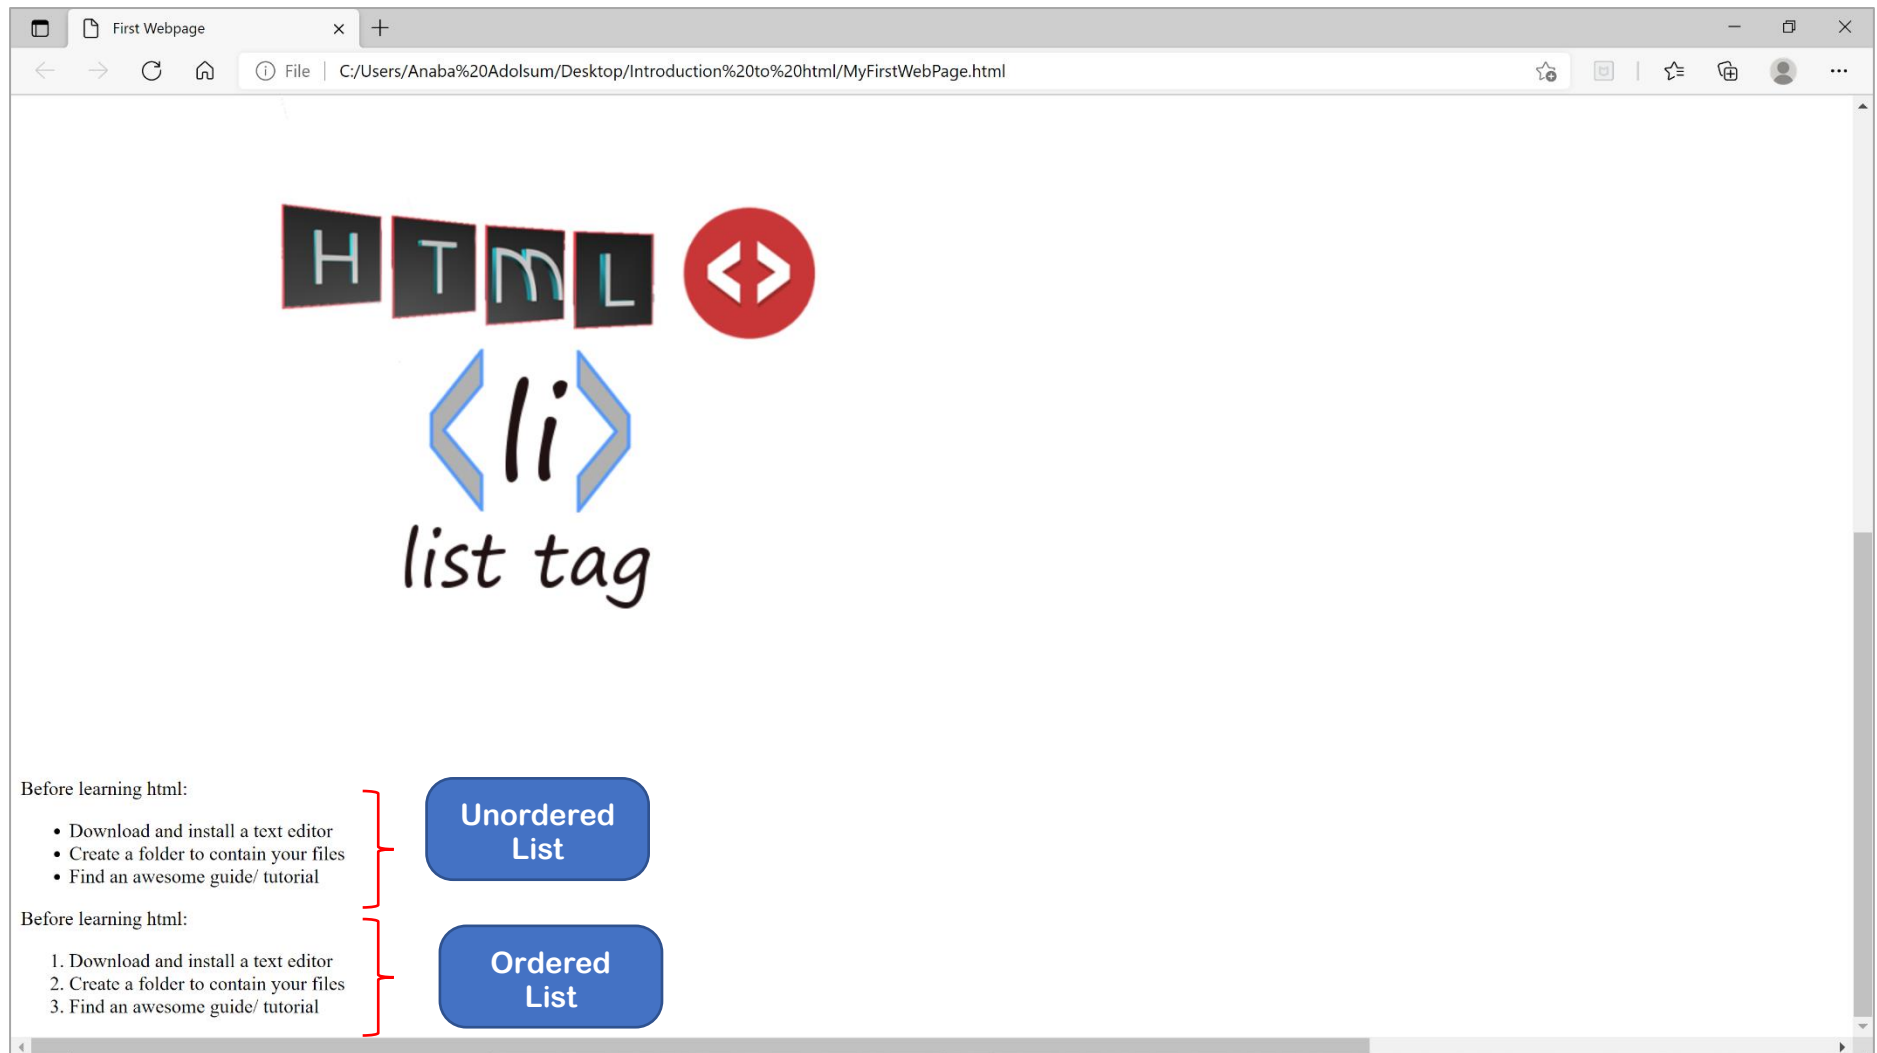 First Webpage
File
C:/Users/Anaba%20Adolsum/Desktop/Introduction%20to%20html/MyFirstWebPage.html
HTmL <>
<li>
list tag
Before learning html:
• Download and install a text editor
• Create a folder to contain your files
• Find an awesome guide/ tutorial
Unordered
List
Before learning html:
1. Download and install a text editor
2. Create a folder to contain your files
3. Find an awesome guide/ tutorial
Ordered
List